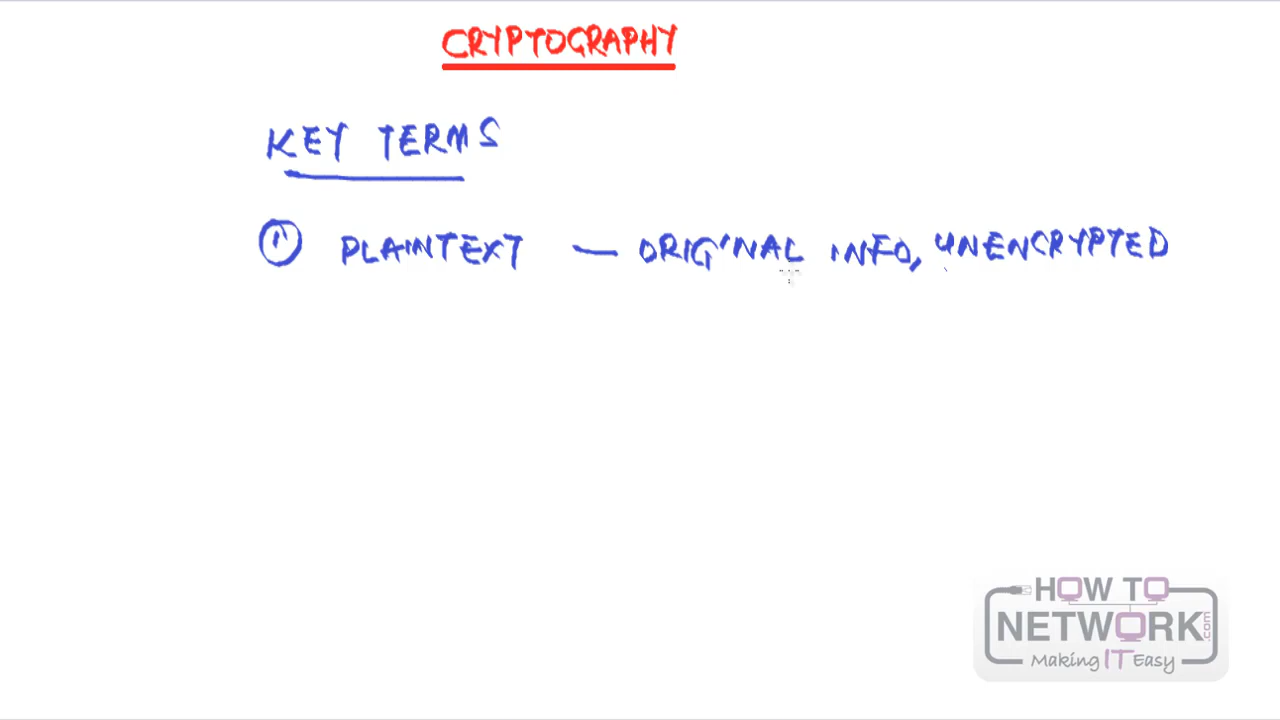 CRYPTOGRAPHY
KEY TERMS
① PLAINTEXT — ORIGINAL INFO, UNENCRYPTED
HOW TO
NETWORK.com
Making IT Easy